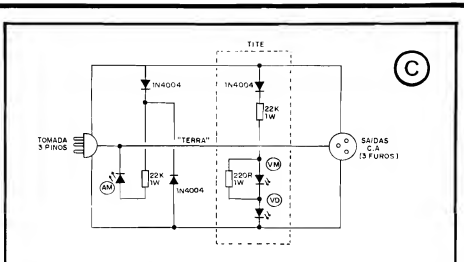 TITE
C
1N4004
1N4004
22K
1W
TOMADA
3 PINOS
"TERRA"
SAIDAS
C.A
(3 FUROS)
VM
AM
22K
1W
1N4004
220R
1W
VD